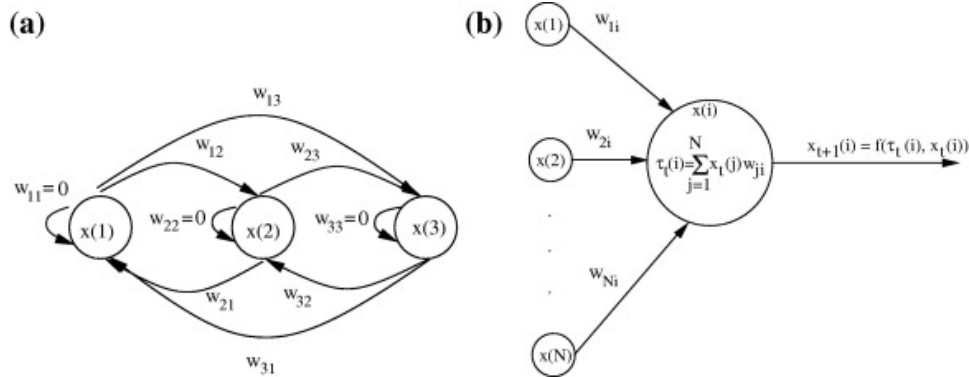 (a)
w13
w12
w23
w11=0
w22=0
w33=0
x(1)
x(2)
x(3)
w21
w32
w31
(b)
x(1)
w1i
x(i)
x(2)
w2i
N
τt(i)=∑xt(j)wji
j=1
xt+1(i) = f(τt(i), xt(i))
.
.
.
wNi
x(N)